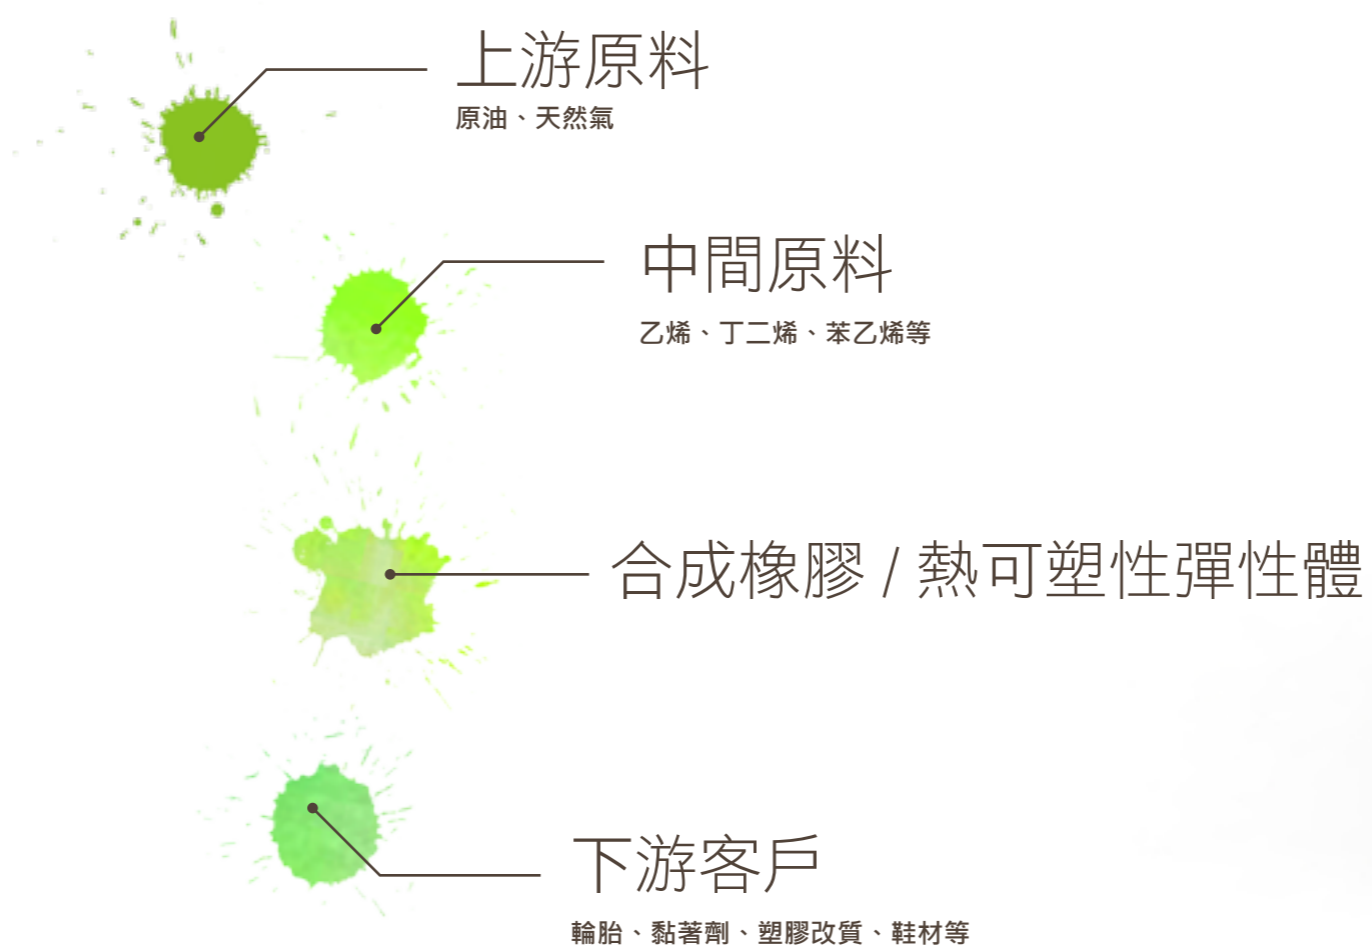 上游原料
原油、天然氣
中間原料
乙烯、丁二烯、苯乙烯等
合成橡膠 / 熱可塑性彈性體
下游客戶
輪胎、黏著劑、塑膠改質、鞋材等